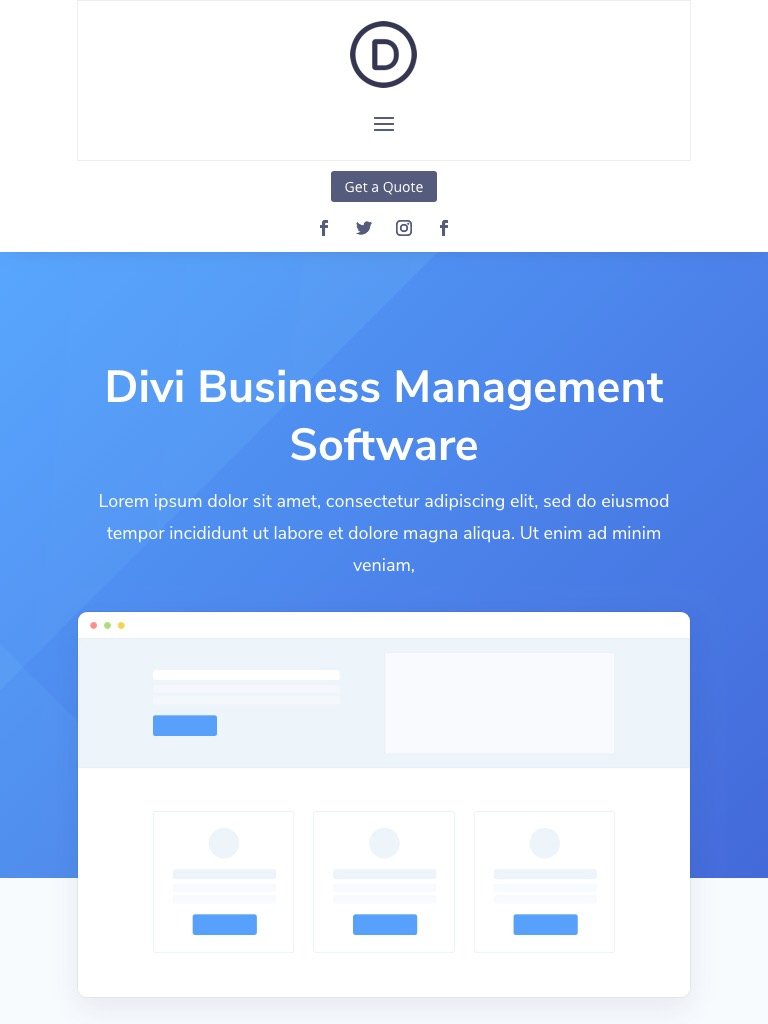 D
Get a Quote
Divi Business Management
Software
Lorem ipsum dolor sit amet, consectetur adipiscing elit, sed do eiusmod
tempor incididunt ut labore et dolore magna aliqua. Ut enim ad minim
veniam,